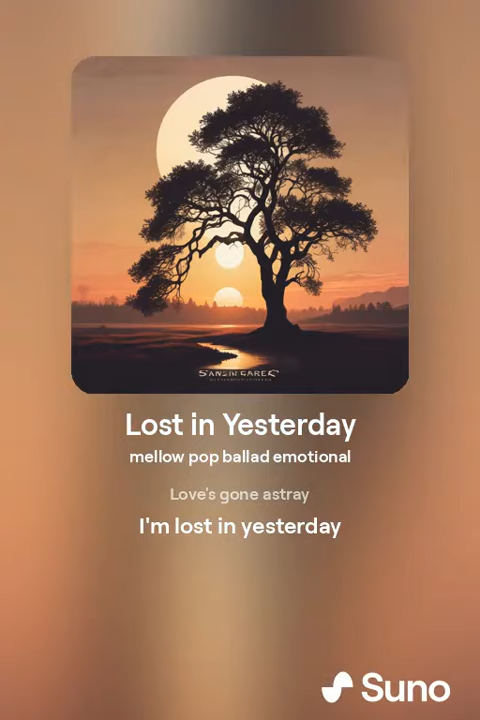 Lost in Yesterday
mellow pop ballad emotional
Love's gone astray
I'm lost in yesterday
Suno